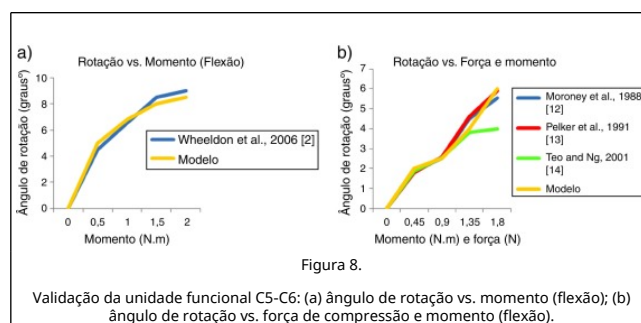 a)
Rotação vs. Momento (Flexão)
Ângulo de rotação (grausº)
10
8
6
4
2
0
0 0,5 1 1,5 2
Momento (N.m)
Wheeldon et al., 2006 [2]
Modelo
b)
Rotação vs. Força e momento
Ângulo de rotação (grausº)
7
6
5
4
3
2
1
0
0 0,45 0,9 1,35 1,8
Momento (N.m) e força (N)
Moroney et al., 1988
[12]
Pelker et al., 1991
[13]
Teo and Ng, 2001
[14]
Modelo
Figura 8.
Validação da unidade funcional C5-C6: (a) ângulo de rotação vs. momento (flexão); (b)
ângulo de rotação vs. força de compressão e momento (flexão).